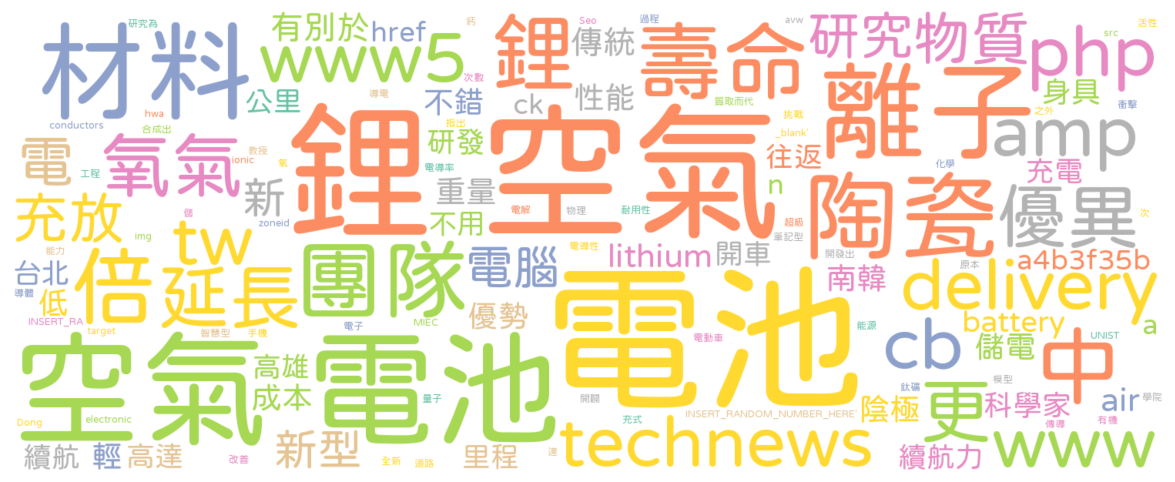 材料
研究為
有別於
href
鋰
傳統
Seo
過程
壽命
avw
研究物質
php
src
活性
鈣
www5
次數
公里
不錯
ck
性能
導電
取而代
身具
衝擊
離子
amp
之外
conductors
hwa
合成出
電
氧氣
教授
ionic
工程
氧
研發
電導率
指出
鋰空氣
挑戰
_blank'
往返
化學
充電
n
新
重量
zoneid
儲
不用
電解
物理
耐用性
超級
筆記型
陶瓷
優異
次
充放
tw
img
能力
團隊
電腦
電導性
lithium
開車
開發出
原本
南韓
a4b3f35b
台北
導體
低
倍
延長
電池
delivery
INSERT_RA
target
智慧型
手機
電子
MIEC
優勢
電動車
能源
cb
battery
a
UNIST
儲電
空氣電池
高雄
成本
量子
開闢
模型
中
更
air
科學家
學院
Dong
electronic
INSERT_RANDOM_NUMBER_HERE'
陰極
鈦礦
充式
傳導
有機
續航
輕
高達
改善
新型
全新
迴路
里程
達
technews
續航力
www